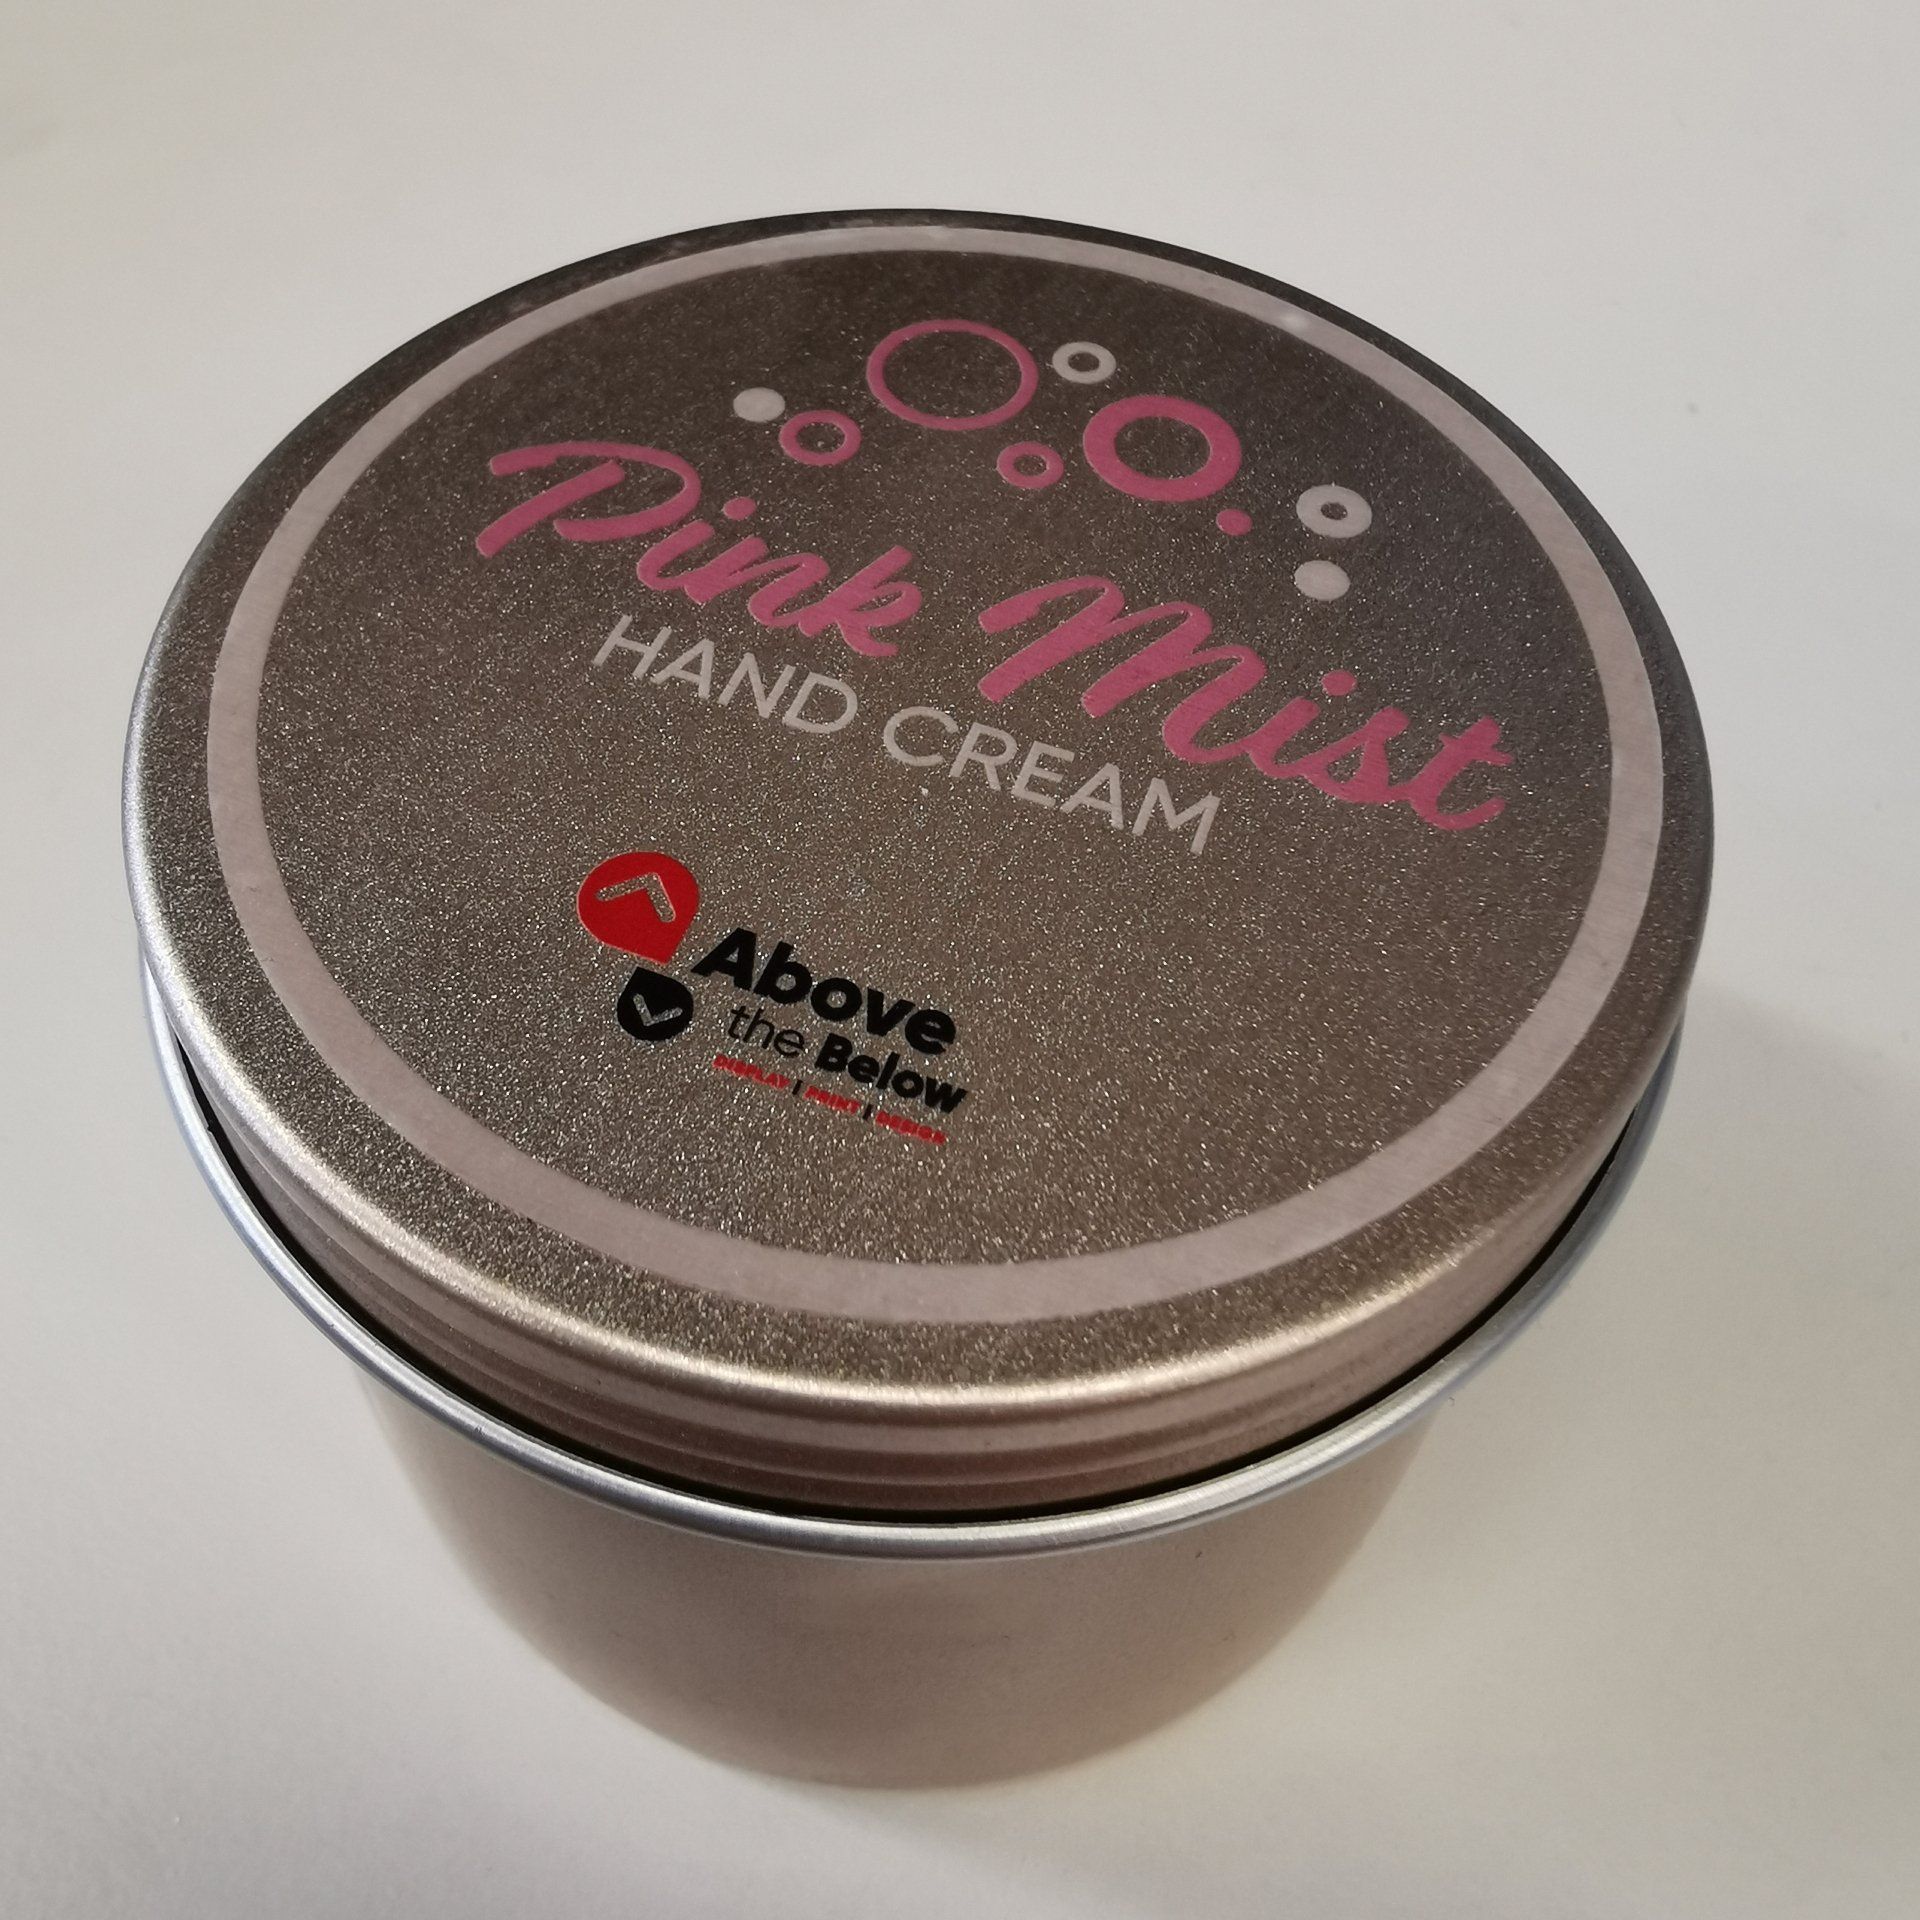 Pink Mist
HAND CREAM
Above
the Below
DISPLAY | PRINT | DESIGN